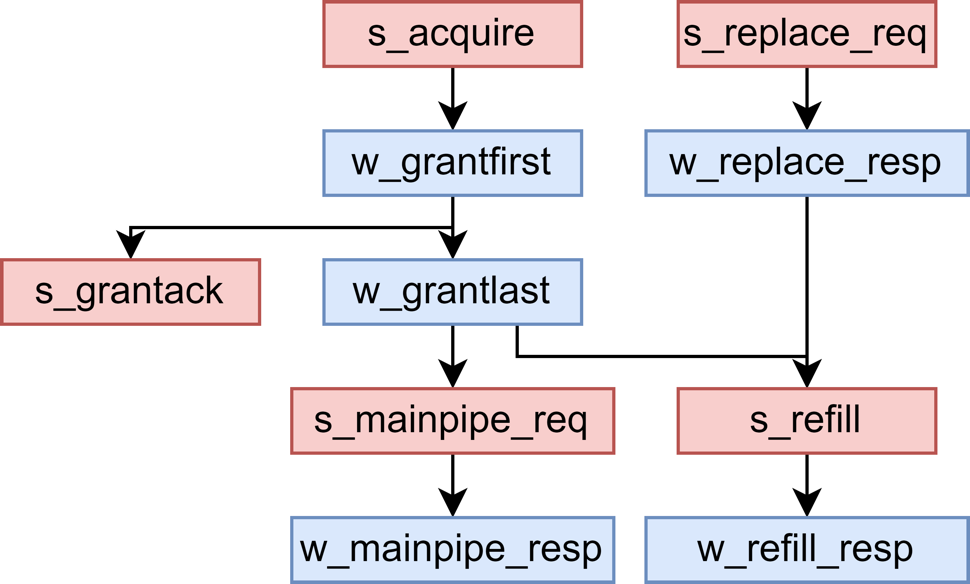 s_acquire
s_replace_req
w_grantfirst
w_replace_resp
s_grantack
w_grantlast
s_mainpipe_req
s_refill
w_mainpipe_resp
w_refill_resp